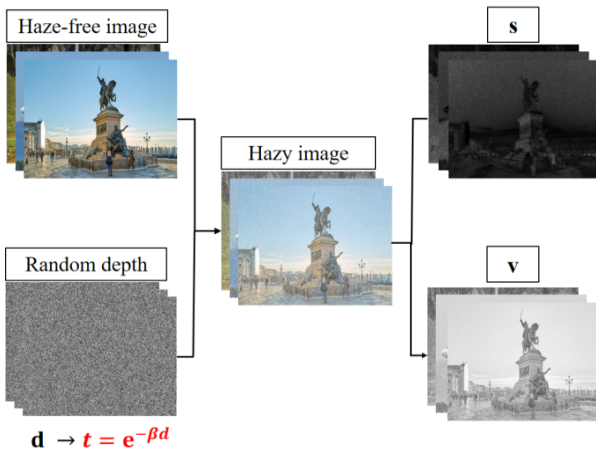 Haze-free image
s
Hazy image
Random depth
v
d → t = e^{−βd}